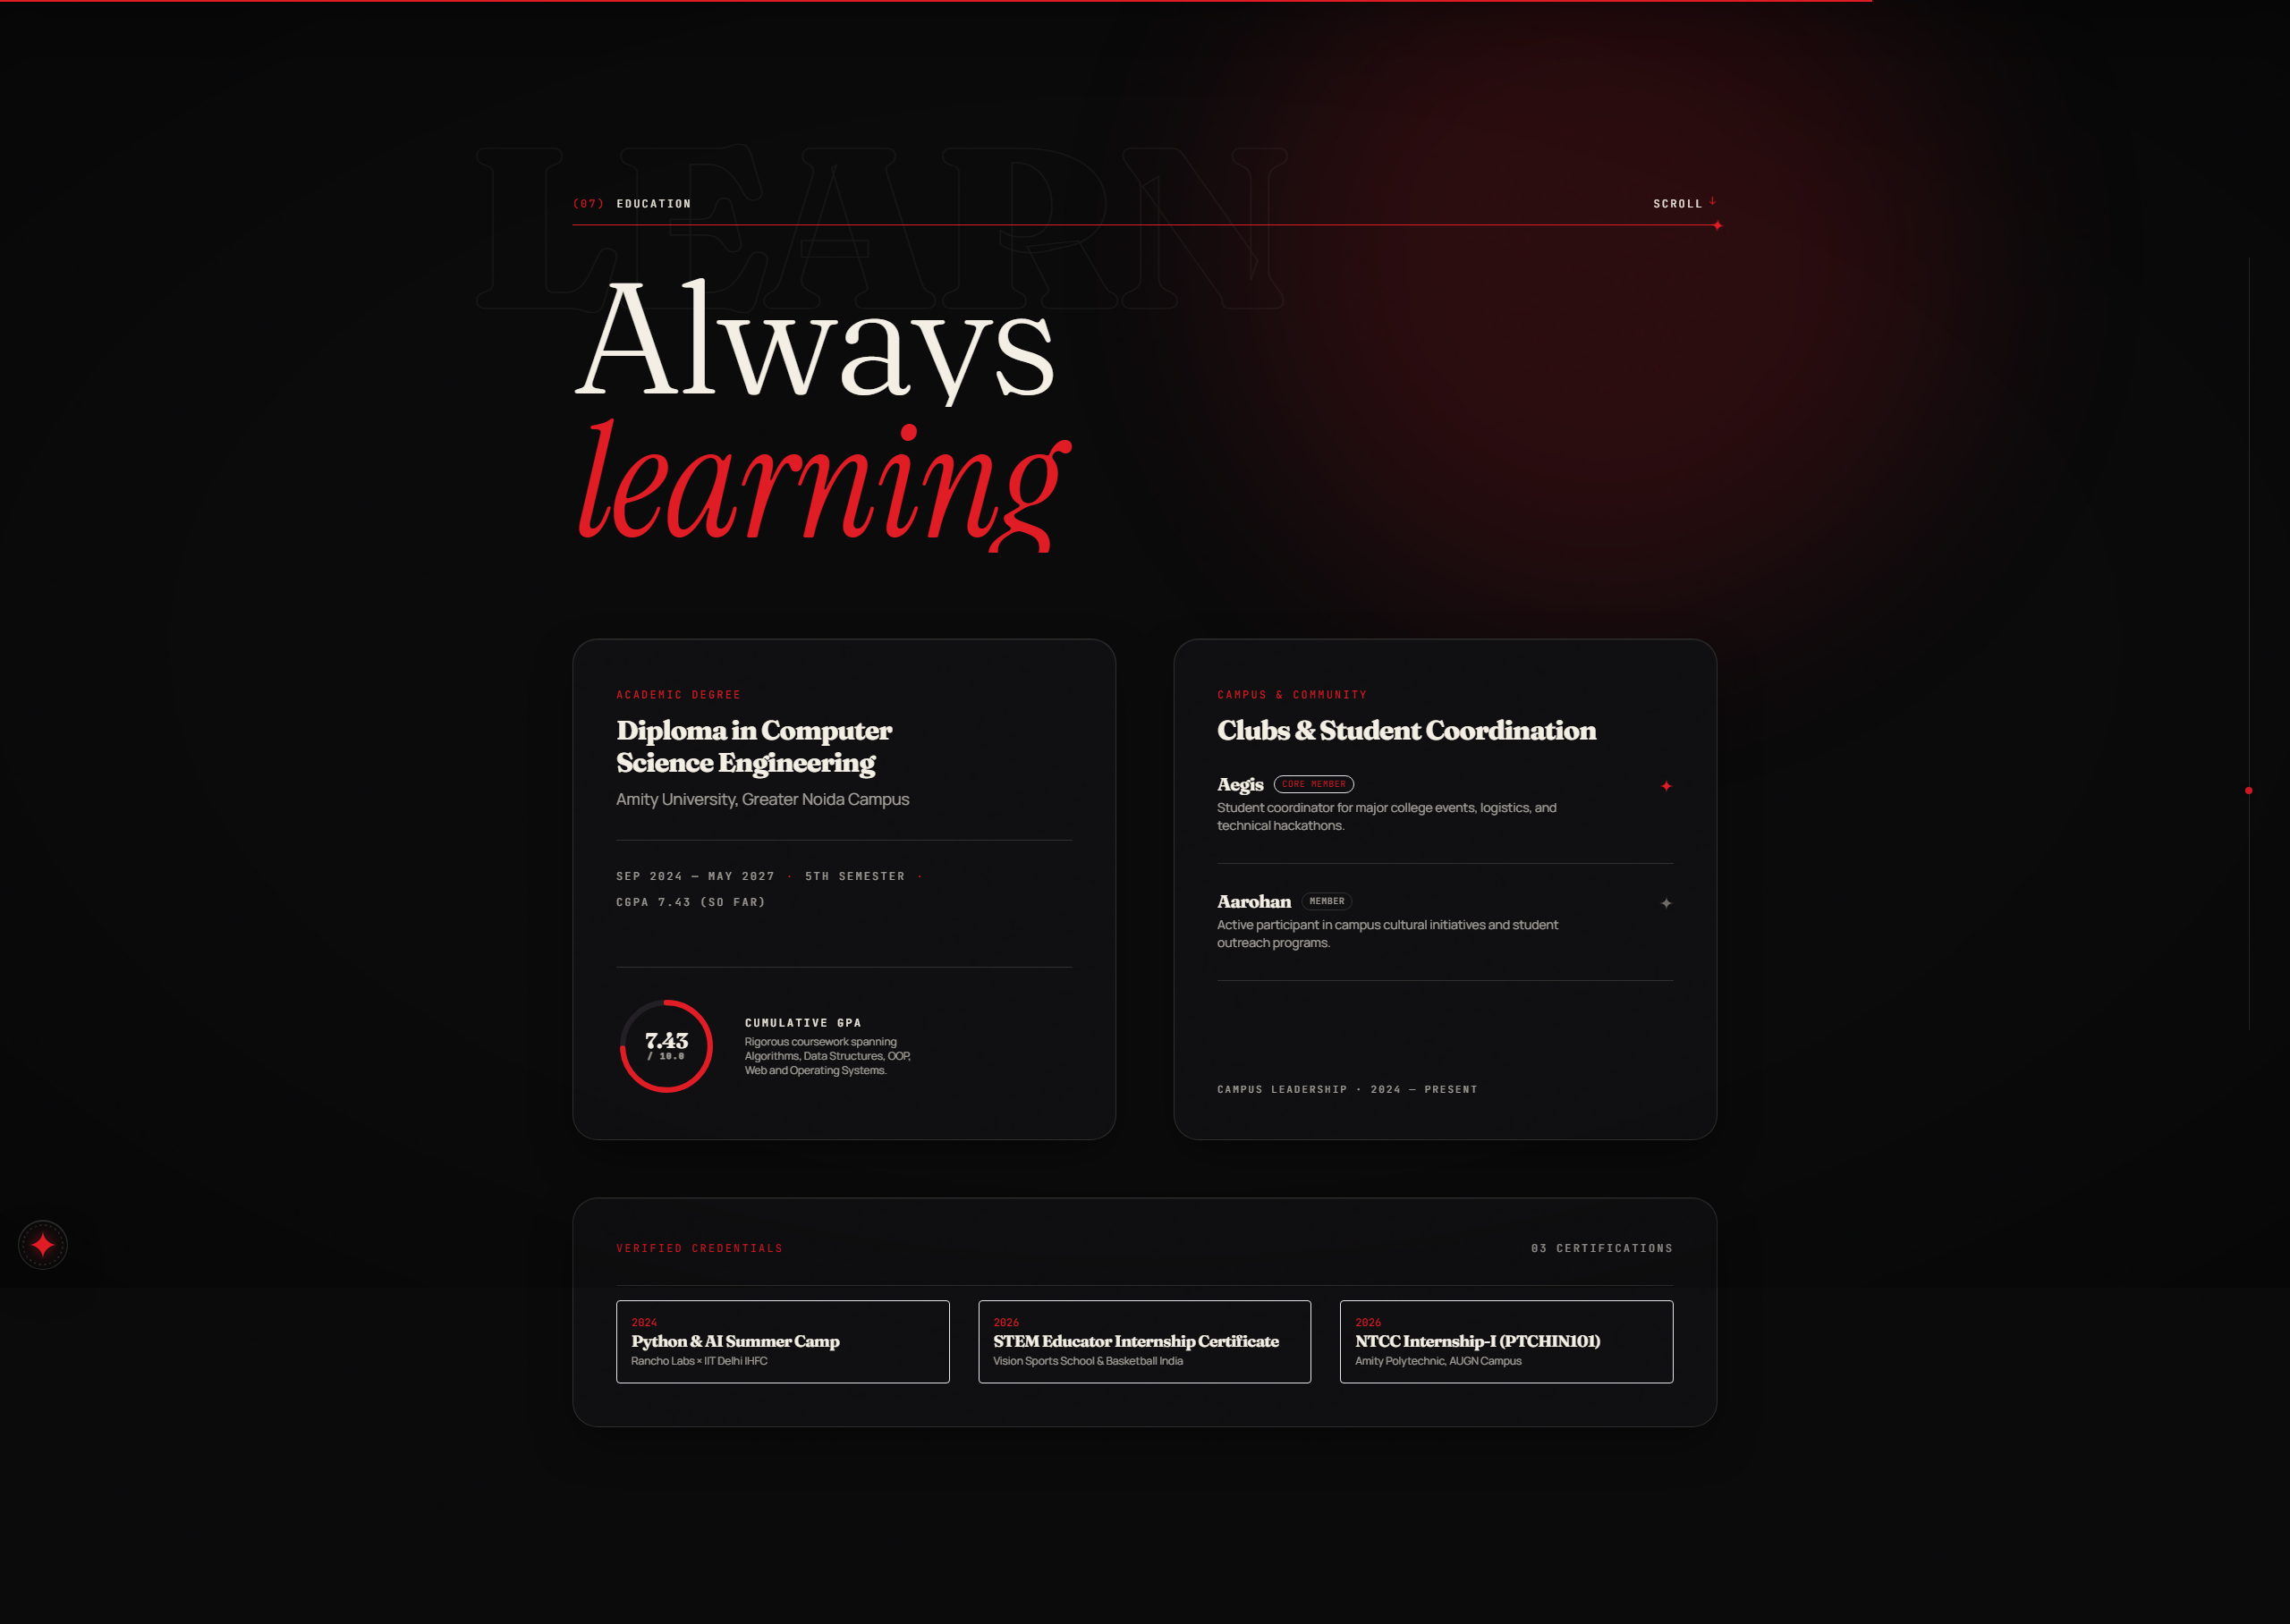 LEARN
(07) EDUCATION
SCROLL ↓
Always
learning
ACADEMIC DEGREE
Diploma in Computer
Science Engineering
Amity University, Greater Noida Campus
SEP 2024 — MAY 2027 · 5TH SEMESTER ·
CGPA 7.43 (SO FAR)
7.43
/ 10.0
CUMULATIVE GPA
Rigorous coursework spanning
Algorithms, Data Structures, OOP,
Web and Operating Systems.
CAMPUS & COMMUNITY
Clubs & Student Coordination
Aegis CORE MEMBER
Student coordinator for major college events, logistics, and
technical hackathons.
Aarohan MEMBER
Active participant in campus cultural initiatives and student
outreach programs.
CAMPUS LEADERSHIP · 2024 — PRESENT
VERIFIED CREDENTIALS
03 CERTIFICATIONS
2024
Python & AI Summer Camp
Rancho Labs × IIT Delhi IHFC
2026
STEM Educator Internship Certificate
Vision Sports School & Basketball India
2026
NTCC Internship-I (PTCHIN101)
Amity Polytechnic, AUGN Campus